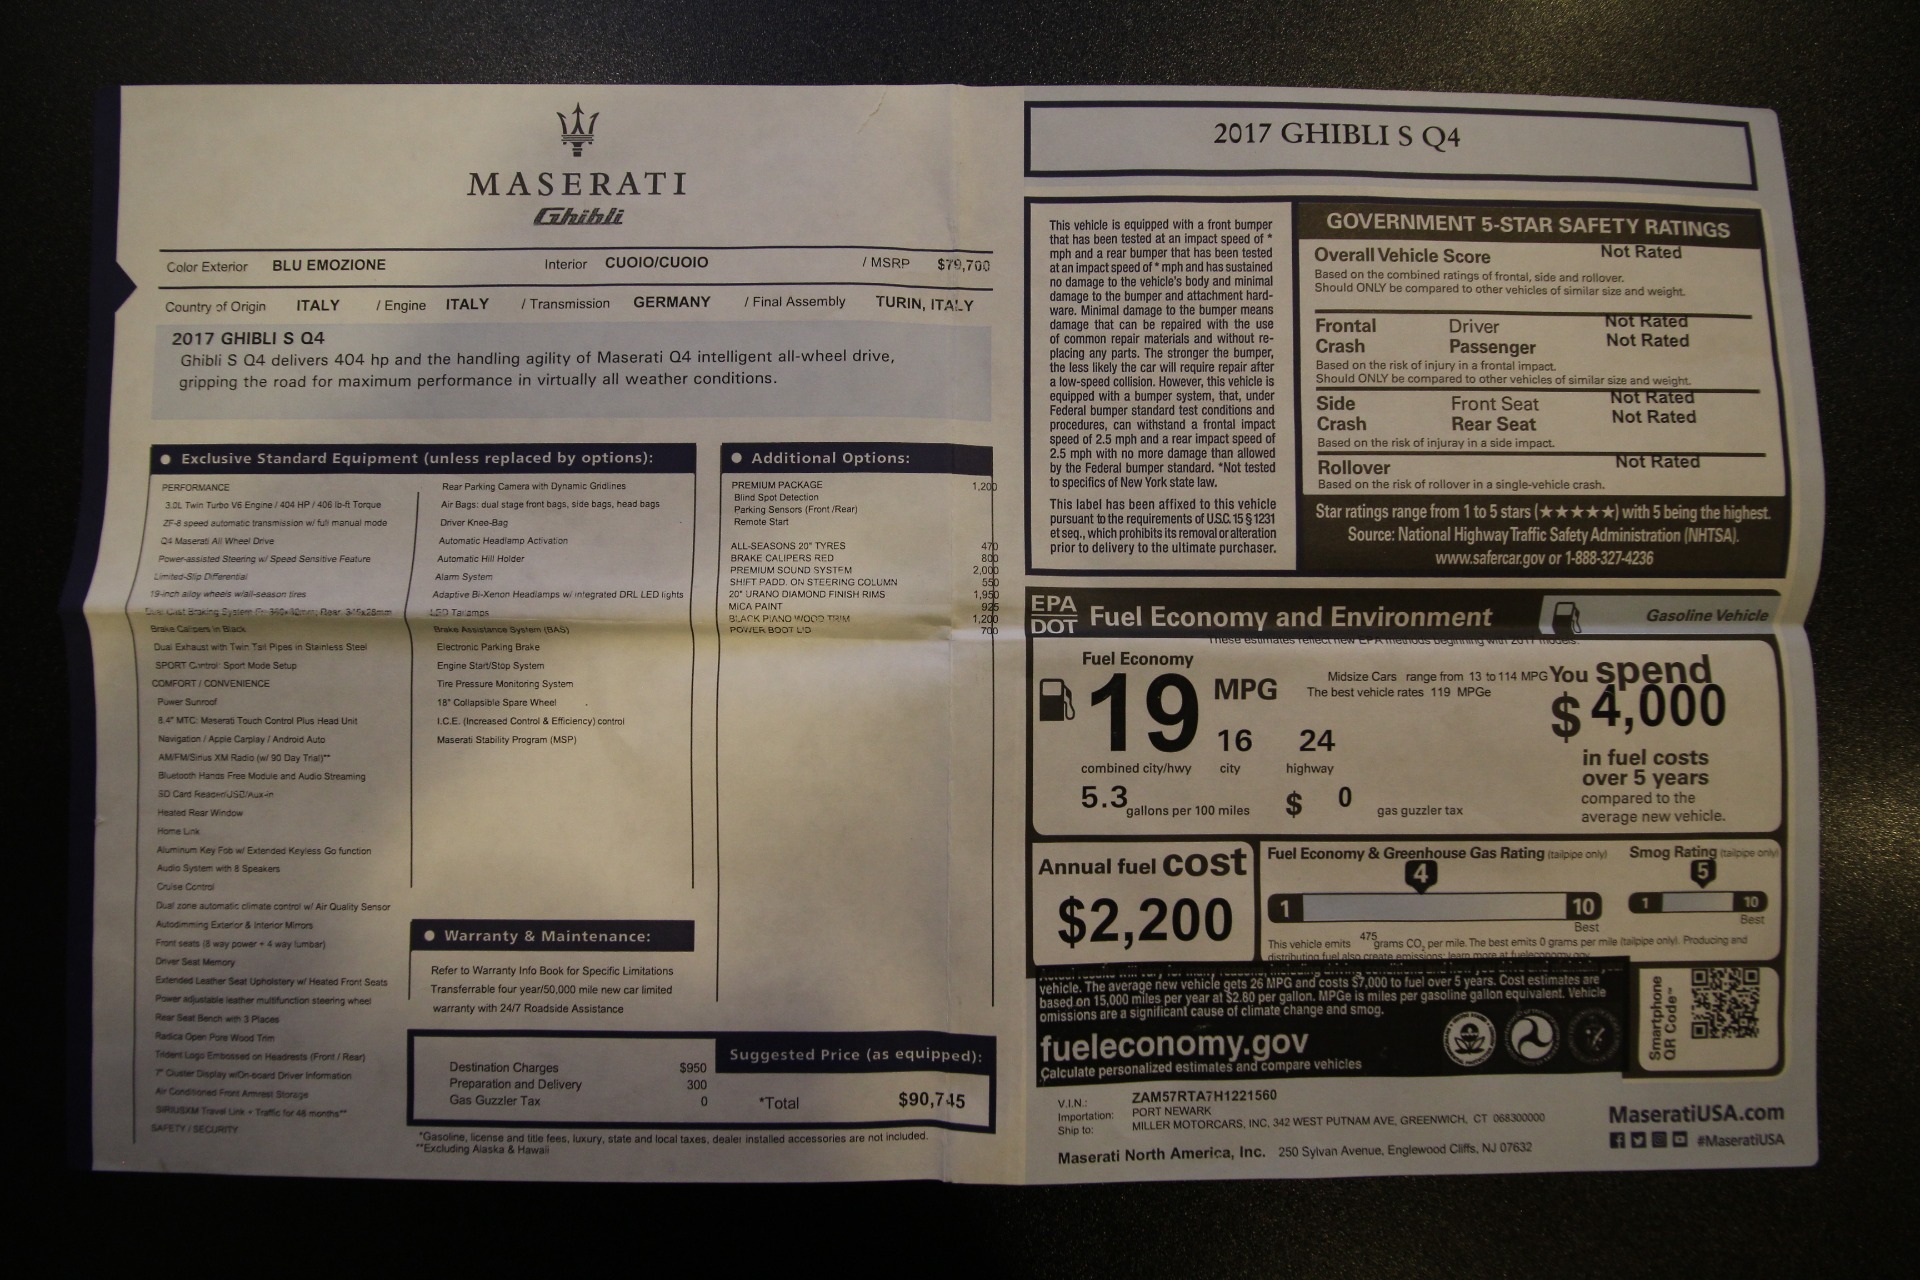 MASERATI
Ghibli
Color Exterior BLU EMOZIONE Interior CUOIO/CUOIO / MSRP $79,700
Country of Origin ITALY / Engine ITALY / Transmission GERMANY / Final Assembly TURIN, ITALY
2017 GHIBLI S Q4
Ghibli S Q4 delivers 404 hp and the handling agility of Maserati Q4 intelligent all-wheel drive,
gripping the road for maximum performance in virtually all weather conditions.
Exclusive Standard Equipment (unless replaced by options):
PERFORMANCE
3.0L Twin Turbo V6 Engine / 404 HP / 406 lb-ft Torque
ZF-8 speed automatic transmission w/ full manual mode
Q4 Maserati All Wheel Drive
Power-assisted Steering w/ Speed Sensitive Feature
Limited-Slip Differential
19-inch alloy wheels w/all-season tires
Dual Cast Braking System Fr: 360x32mm; Rear: 345x28mm
Brake Calipers in Black
Dual Exhaust with Twin Tail Pipes in Stainless Steel
SPORT Control: Sport Mode Setup
COMFORT / CONVENIENCE
Power Sunroof
8.4" MTC: Maserati Touch Control Plus Head Unit
Navigation / Apple Carplay / Android Auto
AM/FM/Sirius XM Radio (w/ 90 Day Trial)**
Bluetooth Hands Free Module and Audio Streaming
SD Card Reader/USB/Aux-in
Heated Rear Window
Home Link
Aluminum Key Fob w/ Extended Keyless Go function
Audio System with 8 Speakers
Cruise Control
Dual zone automatic climate control w/ Air Quality Sensor
Autodimming Exterior & Interior Mirrors
Front seats (8 way power + 4 way lumbar)
Driver Seat Memory
Extended Leather Seat Upholstery w/ Heated Front Seats
Power adjustable leather multifunction steering wheel
Rear Seat Bench with 3 Places
Radica Open Pore Wood Trim
Trident Logo Embossed on Headrests (Front / Rear)
7" Cluster Display w/On-board Driver Information
Air Conditioned Front Armrest Storage
SIRIUSXM Travel Link + Traffic for 48 months**
SAFETY / SECURITY
Rear Parking Camera with Dynamic Gridlines
Air Bags: dual stage front bags, side bags, head bags
Driver Knee-Bag
Automatic Headlamp Activation
Automatic Hill Holder
Alarm System
Adaptive Bi-Xenon Headlamps w/ integrated DRL LED lights
LED Tailamps
Brake Assistance System (BAS)
Electronic Parking Brake
Engine Start/Stop System
Tire Pressure Monitoring System
18" Collapsible Spare Wheel
I.C.E. (Increased Control & Efficiency) control
Maserati Stability Program (MSP)
Additional Options:
PREMIUM PACKAGE 1,200
Blind Spot Detection
Parking Sensors (Front /Rear)
Remote Start
ALL-SEASONS 20" TYRES 470
BRAKE CALIPERS RED 800
PREMIUM SOUND SYSTEM 2,000
SHIFT PADD. ON STEERING COLUMN 550
20" URANO DIAMOND FINISH RIMS 1,950
MICA PAINT 925
BLACK PIANO WOOD TRIM 1,200
POWER BOOT LID 700
Warranty & Maintenance:
Refer to Warranty Info Book for Specific Limitations
Transferrable four year/50,000 mile new car limited
warranty with 24/7 Roadside Assistance
Destination Charges $950
Preparation and Delivery 300
Gas Guzzler Tax 0
Suggested Price (as equipped):
*Total $90,745
*Gasoline, license and title fees, luxury, state and local taxes, dealer installed accessories are not included.
**Excluding Alaska & Hawaii
2017 GHIBLI S Q4
This vehicle is equipped with a front bumper
that has been tested at an impact speed of *
mph and a rear bumper that has been tested
at an impact speed of * mph and has sustained
no damage to the vehicle's body and minimal
damage to the bumper and attachment hard-
ware. Minimal damage to the bumper means
damage that can be repaired with the use
of common repair materials and without re-
placing any parts. The stronger the bumper,
the less likely the car will require repair after
a low-speed collision. However, this vehicle is
equipped with a bumper system, that, under
Federal bumper standard test conditions and
procedures, can withstand a frontal impact
speed of 2.5 mph and a rear impact speed of
2.5 mph with no more damage than allowed
by the Federal bumper standard. *Not tested
to specifics of New York state law.
This label has been affixed to this vehicle
pursuant to the requirements of U.S.C. 15 § 1231
et seq., which prohibits its removal or alteration
prior to delivery to the ultimate purchaser.
GOVERNMENT 5-STAR SAFETY RATINGS
Overall Vehicle Score Not Rated
Based on the combined ratings of frontal, side and rollover.
Should ONLY be compared to other vehicles of similar size and weight.
Frontal Driver Not Rated
Crash Passenger Not Rated
Based on the risk of injury in a frontal impact.
Should ONLY be compared to other vehicles of similar size and weight.
Side Front Seat Not Rated
Crash Rear Seat Not Rated
Based on the risk of injuray in a side impact.
Rollover Not Rated
Based on the risk of rollover in a single-vehicle crash.
Star ratings range from 1 to 5 stars (★★★★★) with 5 being the highest.
Source: National Highway Traffic Safety Administration (NHTSA).
www.safercar.gov or 1-888-327-4236
EPA
DOT Fuel Economy and Environment Gasoline Vehicle
These estimates reflect new EPA methods beginning with 2017 models.
Fuel Economy
19 MPG
Midsize Cars range from 13 to 114 MPG
The best vehicle rates 119 MPGe
16 24
combined city/hwy city highway
5.3 gallons per 100 miles $ 0 gas guzzler tax
You spend
$ 4,000
in fuel costs
over 5 years
compared to the
average new vehicle.
Annual fuel cost
$2,200
Fuel Economy & Greenhouse Gas Rating (tailpipe only)
4
1 10
Best
Smog Rating (tailpipe only)
5
1 10
Best
This vehicle emits 475 grams CO2 per mile. The best emits 0 grams per mile (tailpipe only). Producing and
distributing fuel also create emissions; learn more at fueleconomy.gov.
vehicle. The average new vehicle gets 26 MPG and costs $7,000 to fuel over 5 years. Cost estimates are
based on 15,000 miles per year at $2.80 per gallon. MPGe is miles per gasoline gallon equivalent. Vehicle
omissions are a significant cause of climate change and smog.
fueleconomy.gov
Calculate personalized estimates and compare vehicles
Smartphone
QR Code™
V.I.N.: ZAM57RTA7H1221560
Importation: PORT NEWARK
Ship to: MILLER MOTORCARS, INC. 342 WEST PUTNAM AVE, GREENWICH, CT 068300000
Maserati North America, Inc. 250 Sylvan Avenue, Englewood Cliffs, NJ 07632
MaseratiUSA.com
#MaseratiUSA